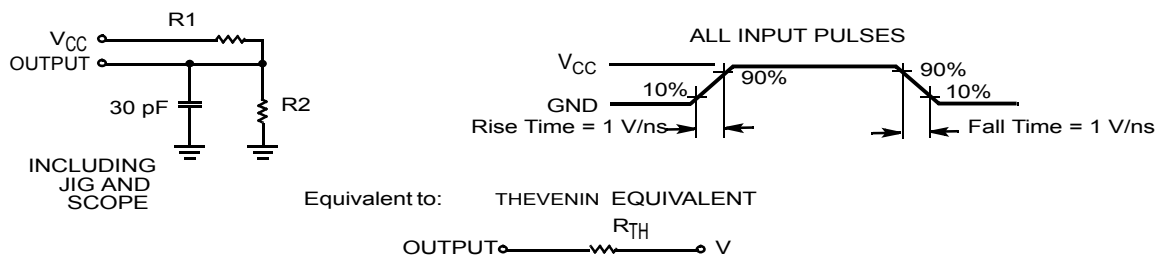 R1
VCC
OUTPUT
30 pF
R2
INCLUDING
JIG AND
SCOPE
ALL INPUT PULSES
VCC
GND
10%
90%
90%
10%
Rise Time = 1 V/ns
Fall Time = 1 V/ns
Equivalent to: THEVENIN EQUIVALENT
RTH
OUTPUT
V